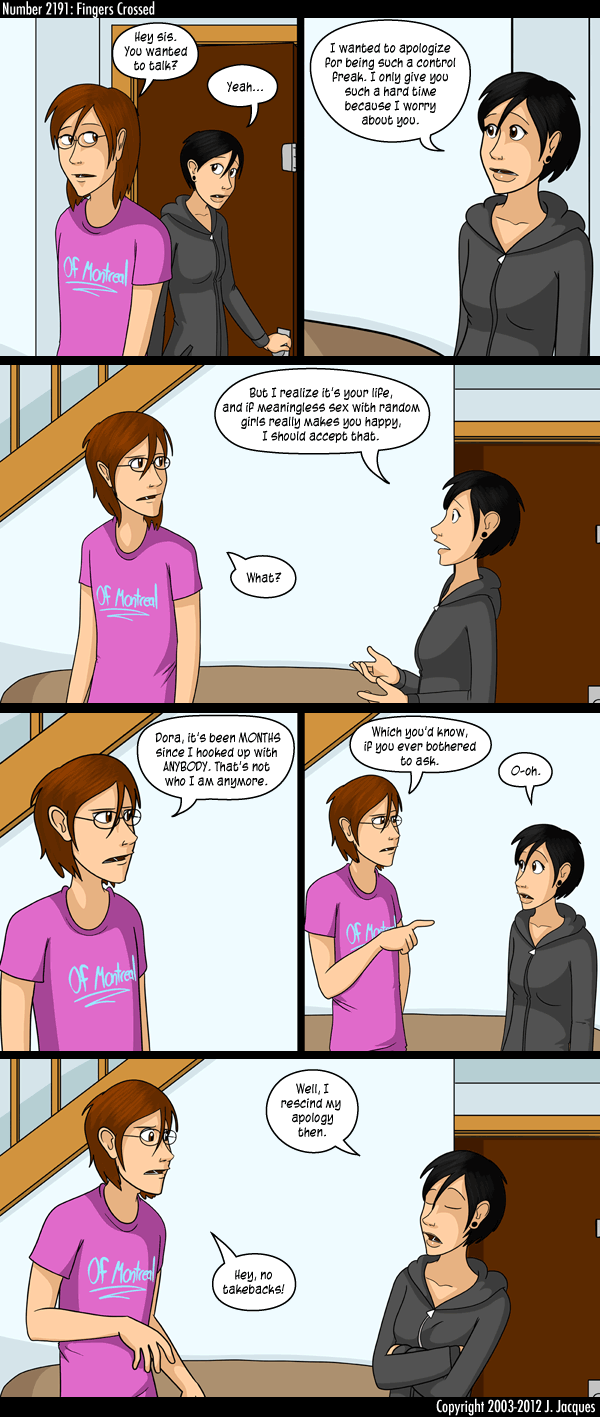 Number 2191: Fingers Crossed
Hey sis.
You wanted
to talk?
Yeah...
Of Montreal
I wanted to apologize
for being such a control
freak. I only give you
such a hard time
because I worry
about you.
But I realize it's your life,
and if meaningless sex with random
girls really makes you happy,
I should accept that.
What?
Of Montreal
Dora, it's been MONTHS
since I hooked up with
ANYBODY. That's not
who I am anymore.
Of Montreal
Which you'd know,
if you ever bothered
to ask.
O-oh.
Of Mo
Well, I
rescind my
apology
then.
Hey, no
takebacks!
Of Montreal
Copyright 2003-2012 J. Jacques